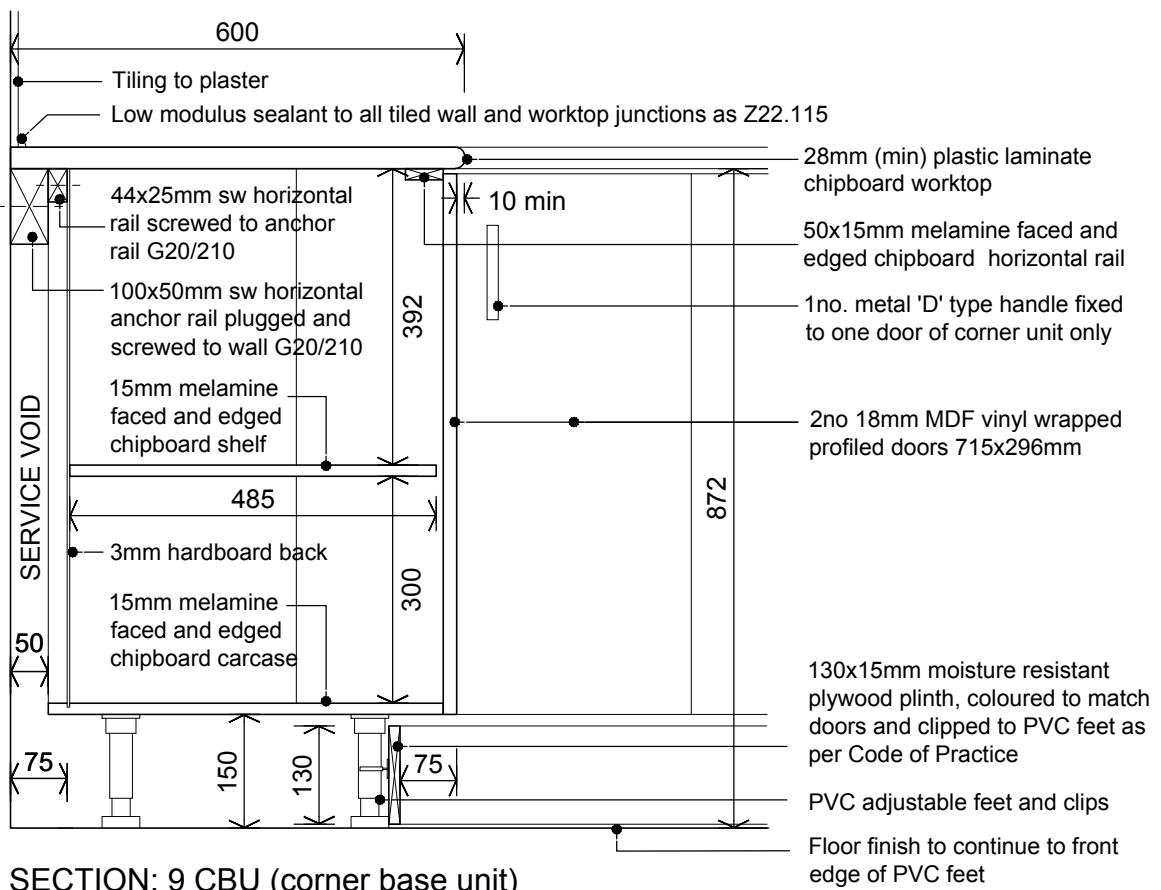 600
Tiling to plaster
Low modulus sealant to all tiled wall and worktop junctions as Z22.115
28mm (min) plastic laminate
chipboard worktop
44x25mm sw horizontal
rail screwed to anchor
rail G20/210
10 min
50x15mm melamine faced and
edged chipboard horizontal rail
100x50mm sw horizontal
anchor rail plugged and
screwed to wall G20/210
392
1no. metal 'D' type handle fixed
to one door of corner unit only
15mm melamine
faced and edged
chipboard shelf
2no 18mm MDF vinyl wrapped
profiled doors 715x296mm
SERVICE VOID
485
872
3mm hardboard back
300
15mm melamine
faced and edged
chipboard carcase
50
130x15mm moisture resistant
plywood plinth, coloured to match
doors and clipped to PVC feet as
per Code of Practice
75
150
130
75
PVC adjustable feet and clips
Floor finish to continue to front
edge of PVC feet
SECTION: 9 CBU (corner base unit)